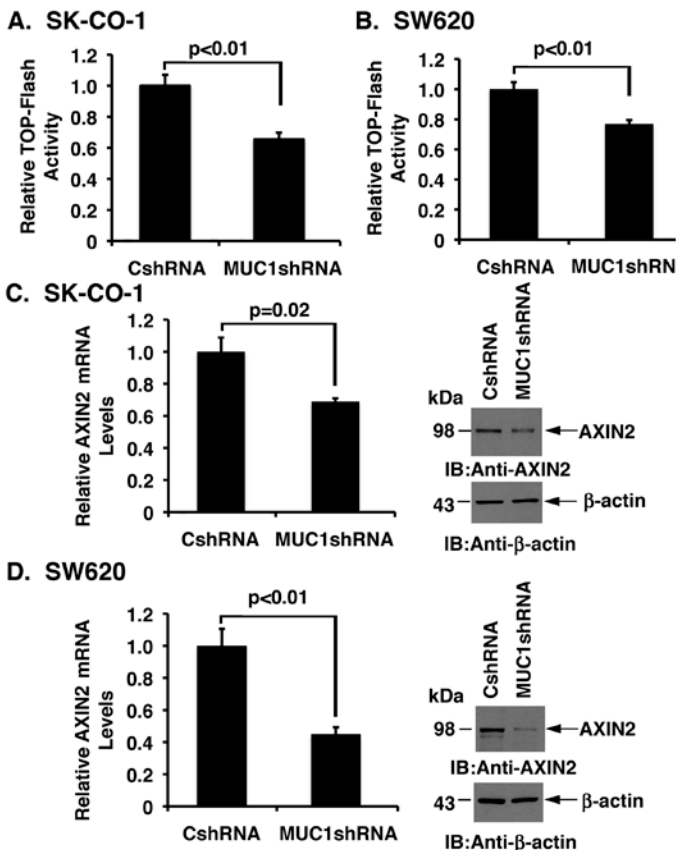 A. SK-CO-1
Relative TOP-Flash
Activity
1.2
1.0
0.8
0.6
0.4
0.2
0
p<0.01
CshRNA MUC1shRNA
B. SW620
Relative TOP-Flash
Activity
1.2
1.0
0.8
0.6
0.4
0.2
0
p<0.01
CshRNA MUC1shRN
C. SK-CO-1
Relative AXIN2 mRNA
Levels
1.2
1.0
0.8
0.6
0.4
0.2
0
p=0.02
CshRNA MUC1shRNA
CshRNA
MUC1shRNA
kDa
98
AXIN2
IB:Anti-AXIN2
43
β-actin
IB:Anti-β-actin
D. SW620
Relative AXIN2 mRNA
Levels
1.2
1.0
0.8
0.6
0.4
0.2
0
p<0.01
CshRNA MUC1shRNA
CshRNA
MUC1shRNA
kDa
98
AXIN2
IB:Anti-AXIN2
43
β-actin
IB:Anti-β-actin